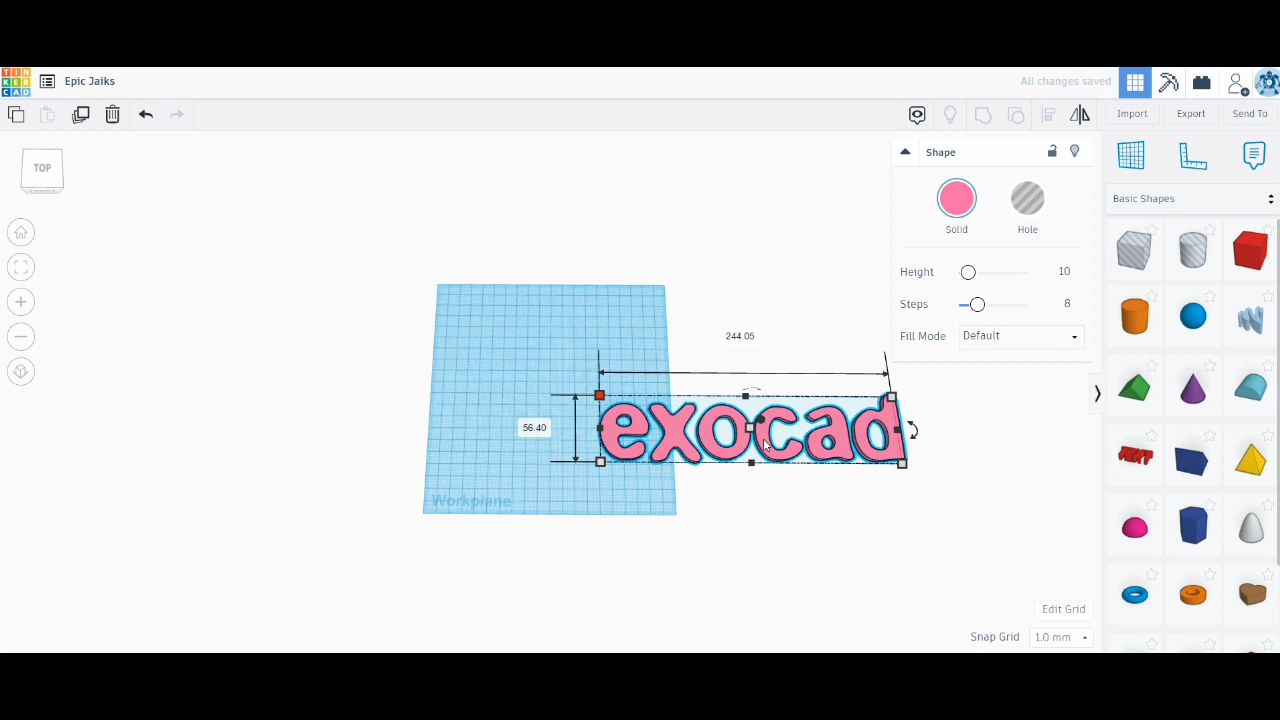 TIN
KER
CAD
Epic Jaiks
All changes saved
Import
Export
Send To
TOP
Shape
Solid
Hole
Height
10
Steps
8
Fill Mode
Default
Basic Shapes
244.05
56.40
exocad
Workplane
TEXT
Edit Grid
Snap Grid
1.0 mm